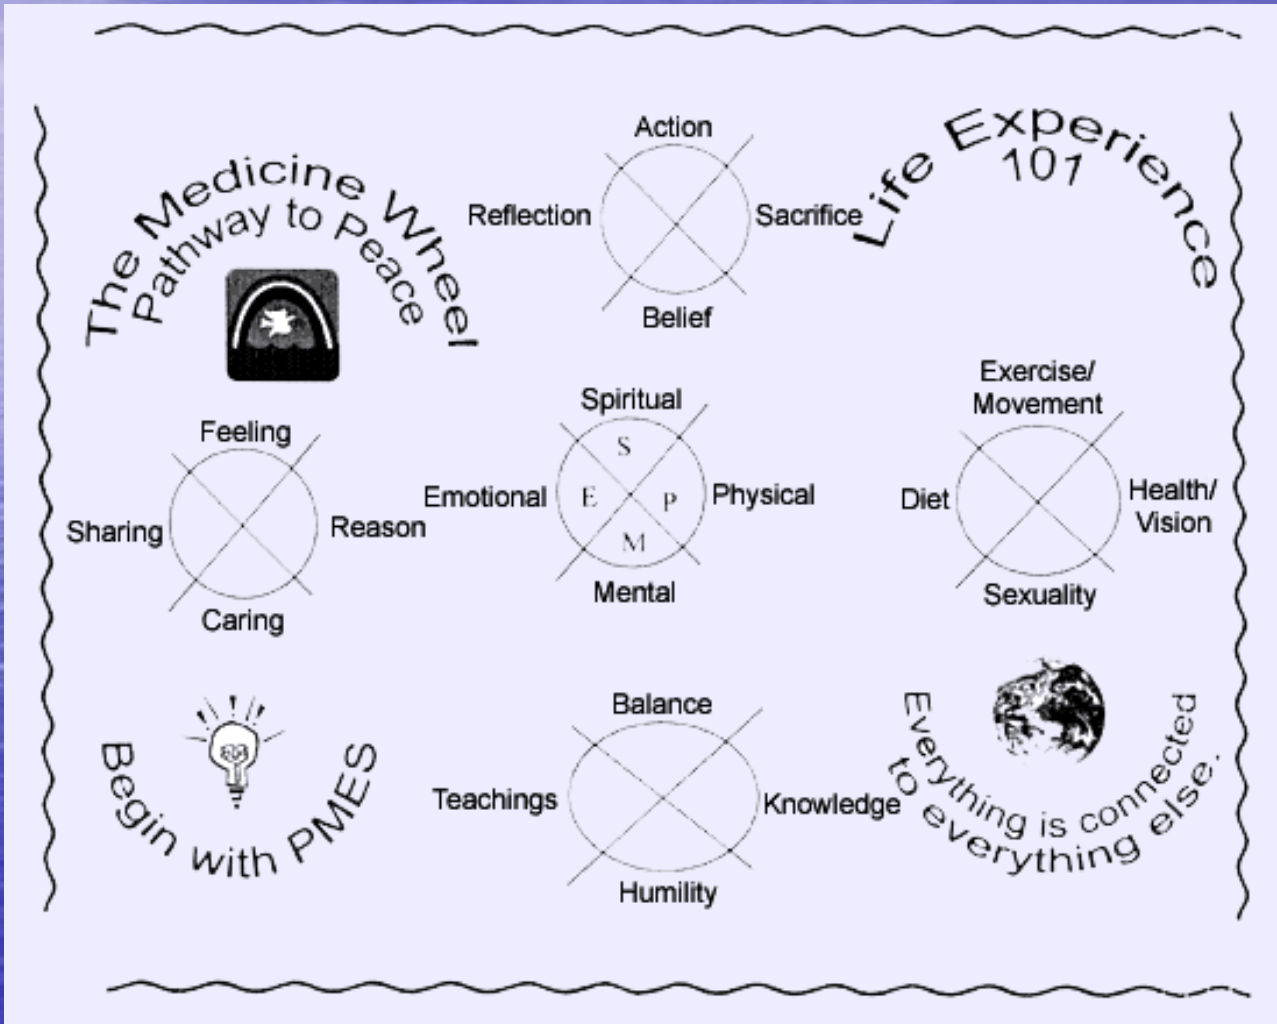 The Medicine Wheel
Pathway to Peace
Life Experience
101
Action
Reflection
Sacrifice
Belief
Feeling
Sharing
Reason
Caring
Spiritual
Emotional
S
E
P
M
Physical
Mental
Exercise/
Movement
Diet
Health/
Vision
Sexuality
Begin with PMES
Balance
Teachings
Knowledge
Humility
Everything is connected
to everything else.